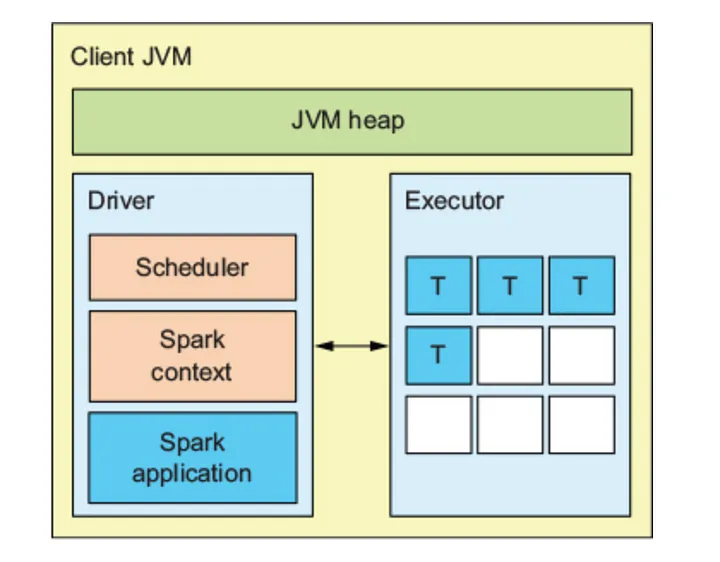 Client JVM
JVM heap
Driver
Scheduler
Spark
context
Spark
application
Executor
T
T
T
T